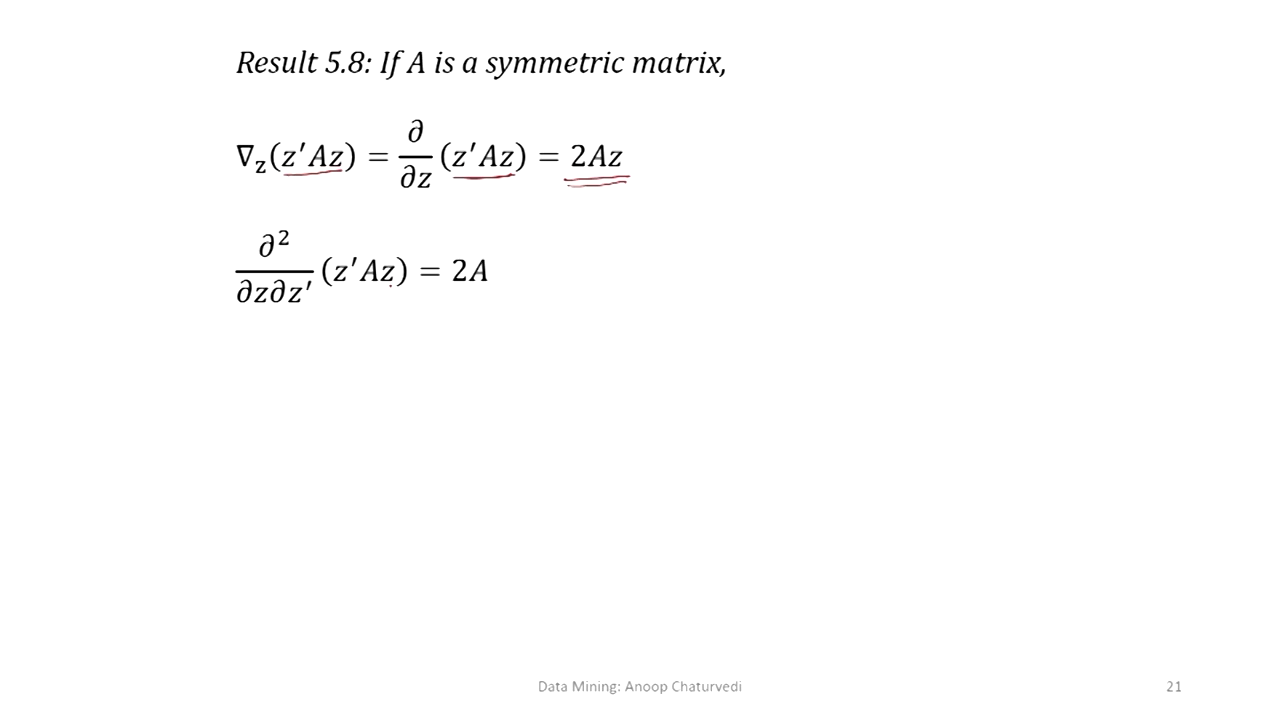 Result 5.8: If A is a symmetric matrix,
∇z(z′Az) = ∂/∂z (z′Az) = 2Az
∂²/∂z∂z′ (z′Az) = 2A
Data Mining: Anoop Chaturvedi
21